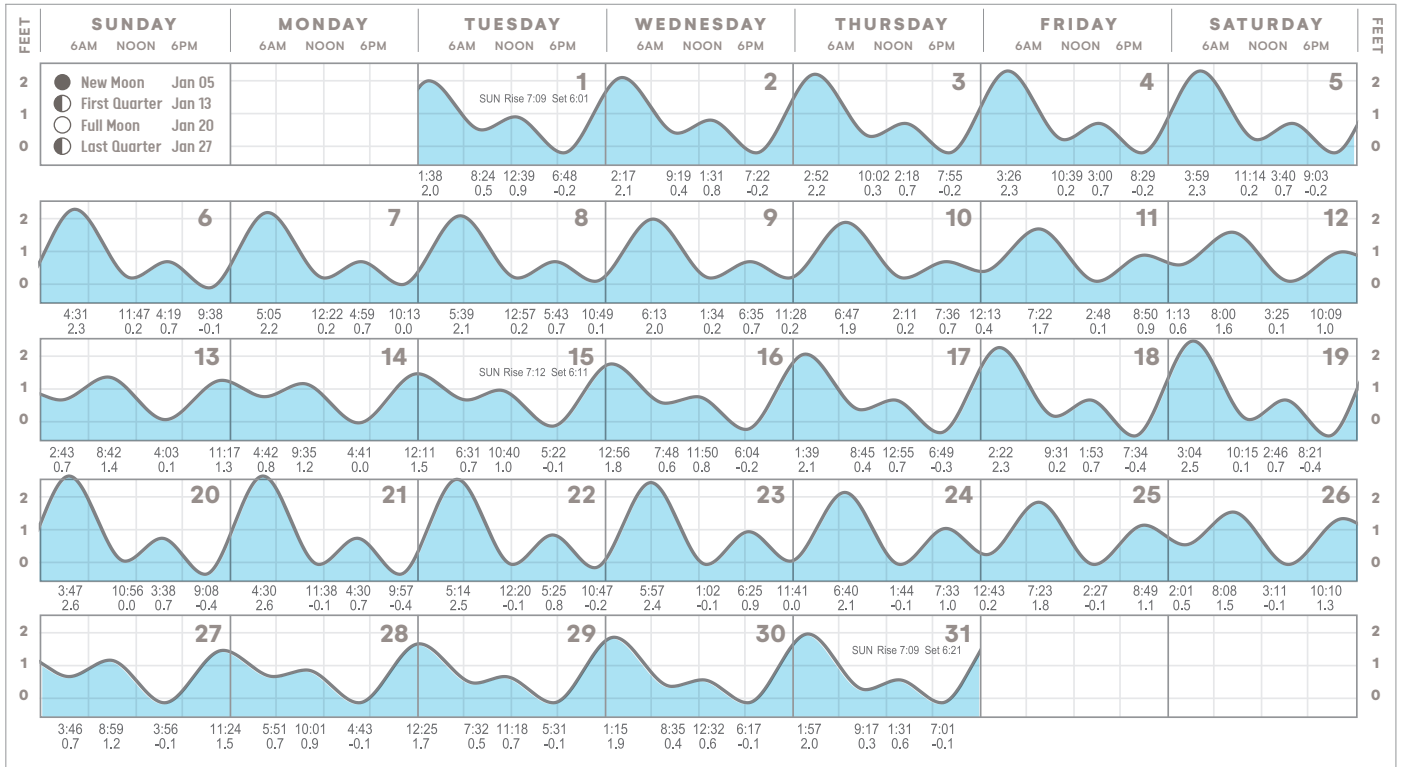 FEET SUNDAY MONDAY TUESDAY WEDNESDAY THURSDAY FRIDAY SATURDAY FEET
6AM NOON 6PM 6AM NOON 6PM 6AM NOON 6PM 6AM NOON 6PM 6AM NOON 6PM 6AM NOON 6PM 6AM NOON 6PM
New Moon Jan 05
First Quarter Jan 13
Full Moon Jan 20
Last Quarter Jan 27
1 2 3 4 5
SUN Rise 7:09 Set 6:01
2 2
1 1
0 0
1:38 8:24 12:39 6:48 2:17 9:19 1:31 7:22 2:52 10:02 2:18 7:55 3:26 10:39 3:00 8:29 3:59 11:14 3:40 9:03
2.0 0.5 0.9 -0.2 2.1 0.4 0.8 -0.2 2.2 0.3 0.7 -0.2 2.3 0.2 0.7 -0.2 2.3 0.2 0.7 -0.2
6 7 8 9 10 11 12
2 2
1 1
0 0
4:31 11:47 4:19 9:38 5:05 12:22 4:59 10:13 5:39 12:57 5:43 10:49 6:13 1:34 6:35 11:28 6:47 2:11 7:36 12:13 7:22 2:48 8:50 1:13 8:00 3:25 10:09
2.3 0.2 0.7 -0.1 2.2 0.2 0.7 0.0 2.1 0.2 0.7 0.1 2.0 0.2 0.7 0.2 1.9 0.2 0.7 0.4 1.7 0.1 0.9 0.6 1.6 0.1 1.0
13 14 15 16 17 18 19
SUN Rise 7:12 Set 6:11
2 2
1 1
0 0
2:43 8:42 4:03 11:17 4:42 9:35 4:41 12:11 6:31 10:40 5:22 12:56 7:48 11:50 6:04 1:39 8:45 12:55 6:49 2:22 9:31 1:53 7:34 3:04 10:15 2:46 8:21
0.7 1.4 0.1 1.3 0.8 1.2 0.0 1.5 0.7 1.0 -0.1 1.8 0.6 0.8 -0.2 2.1 0.4 0.7 -0.3 2.3 0.2 0.7 -0.4 2.5 0.1 0.7 -0.4
20 21 22 23 24 25 26
2 2
1 1
0 0
3:47 10:56 3:38 9:08 4:30 11:38 4:30 9:57 5:14 12:20 5:25 10:47 5:57 1:02 6:25 11:41 6:40 1:44 7:33 12:43 7:23 2:27 8:49 2:01 8:08 3:11 10:10
2.6 0.0 0.7 -0.4 2.6 -0.1 0.7 -0.4 2.5 -0.1 0.8 -0.2 2.4 -0.1 0.9 0.0 2.1 -0.1 1.0 0.2 1.8 -0.1 1.1 0.5 1.5 -0.1 1.3
27 28 29 30 31
SUN Rise 7:09 Set 6:21
2 2
1 1
0 0
3:46 8:59 3:56 11:24 5:51 10:01 4:43 12:25 7:32 11:18 5:31 1:15 8:35 12:32 6:17 1:57 9:17 1:31 7:01
0.7 1.2 -0.1 1.5 0.7 0.9 -0.1 1.7 0.5 0.7 -0.1 1.9 0.4 0.6 -0.1 2.0 0.3 0.6 -0.1